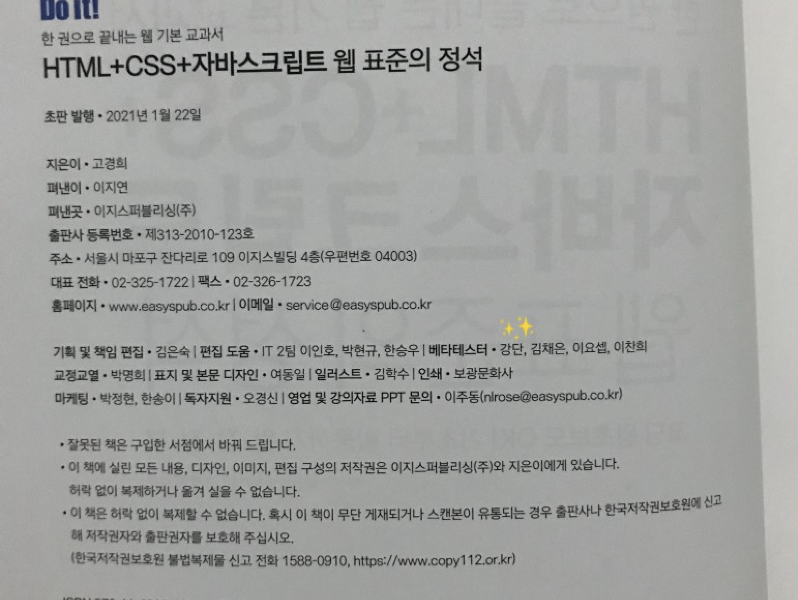 Do it!
한 권으로 끝내는 웹 기본 교과서
HTML+CSS+자바스크립트 웹 표준의 정석
초판 발행 • 2021년 1월 22일
지은이 • 고경희
펴낸이 • 이지연
펴낸곳 • 이지스퍼블리싱(주)
출판사 등록번호 • 제313-2010-123호
주소 • 서울시 마포구 잔다리로 109 이지스빌딩 4층(우편번호 04003)
대표 전화 • 02-325-1722 | 팩스 • 02-326-1723
홈페이지 • www.easyspub.co.kr | 이메일 • service@easyspub.co.kr
기획 및 책임 편집 • 김은숙 | 편집 도움 • IT 2팀 이인호, 박현규, 한승우 | 베타테스터 • 강단, 김채은, 이요셉, 이찬희
교정교열 • 박명희 | 표지 및 본문 디자인 • 여동일 | 일러스트 • 김학수 | 인쇄 • 보광문화사
마케팅 • 박정현, 한송이 | 독자지원 • 오경신 | 영업 및 강의자료 PPT 문의 • 이주동(nlrose@easyspub.co.kr)
• 잘못된 책은 구입한 서점에서 바꿔 드립니다.
• 이 책에 실린 모든 내용, 디자인, 이미지, 편집 구성의 저작권은 이지스퍼블리싱(주)와 지은이에게 있습니다.
허락 없이 복제하거나 옮겨 실을 수 없습니다.
• 이 책은 허락 없이 복제할 수 없습니다. 혹시 이 책이 무단 게재되거나 스캔본이 유통되는 경우 출판사나 한국저작권보호원에 신고
해 저작권자와 출판권자를 보호해 주십시오.
(한국저작권보호원 불법복제물 신고 전화 1588-0910, https://www.copy112.or.kr)